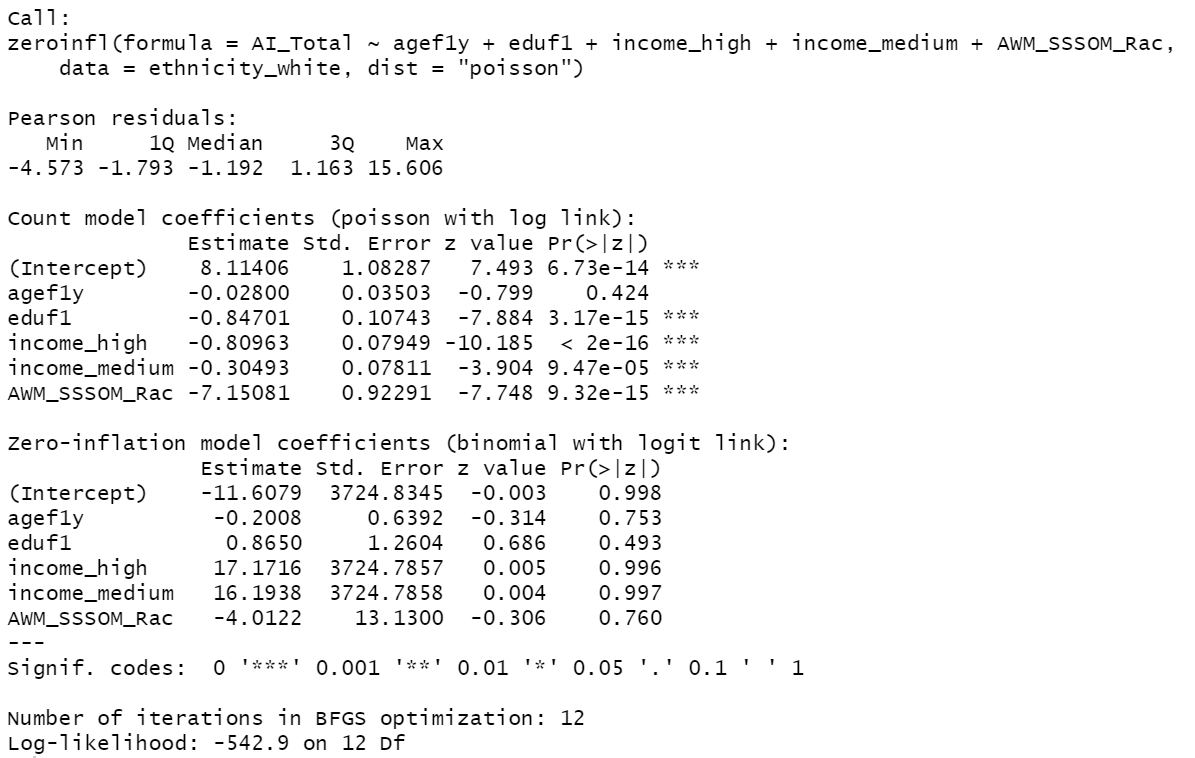 Call:
zeroinfl(formula = AI_Total ~ agef1y + eduf1 + income_high + income_medium + AWM_SSSOM_Rac,
    data = ethnicity_white, dist = "poisson")

Pearson residuals:
   Min     1Q Median     3Q    Max
-4.573 -1.793 -1.192  1.163 15.606

Count model coefficients (poisson with log link):
              Estimate Std. Error z value Pr(>|z|)
(Intercept)    8.11406    1.08287   7.493 6.73e-14 ***
agef1y        -0.02800    0.03503  -0.799    0.424
eduf1         -0.84701    0.10743  -7.884 3.17e-15 ***
income_high   -0.80963    0.07949 -10.185  < 2e-16 ***
income_medium -0.30493    0.07811  -3.904 9.47e-05 ***
AWM_SSSOM_Rac -7.15081    0.92291  -7.748 9.32e-15 ***

Zero-inflation model coefficients (binomial with logit link):
               Estimate Std. Error z value Pr(>|z|)
(Intercept)    -11.6079  3724.8345  -0.003    0.998
agef1y          -0.2008     0.6392  -0.314    0.753
eduf1            0.8650     1.2604   0.686    0.493
income_high     17.1716  3724.7857   0.005    0.996
income_medium   16.1938  3724.7858   0.004    0.997
AWM_SSSOM_Rac   -4.0122    13.1300  -0.306    0.760
---
Signif. codes:  0 '***' 0.001 '**' 0.01 '*' 0.05 '.' 0.1 ' ' 1

Number of iterations in BFGS optimization: 12
Log-likelihood: -542.9 on 12 Df